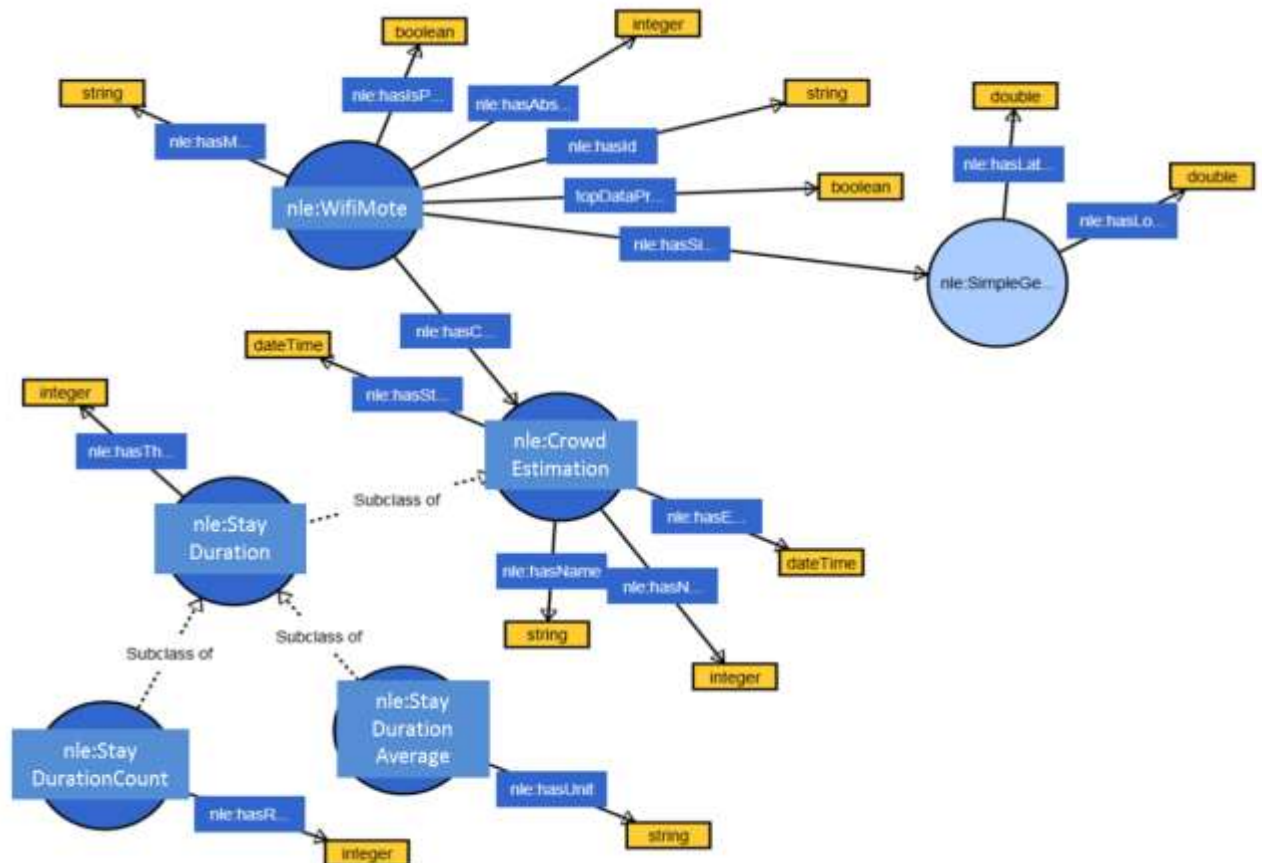 integer
boolean
string
nle:hasIsP...
nle:hasAbs...
string
double
nle:hasM...
nle:hasId
nle:hasLat...
boolean
double
topDataPr...
nle:WifiMote
nle:hasLo...
nle:hasSi...
nle:SimpleGe...
nle:hasC...
dateTime
integer
nle:hasSt...
nle:hasTh...
nle:Crowd
Estimation
Subclass of
nle:hasE...
nle:Stay
Duration
dateTime
nle:hasName
nle:hasN...
string
Subclass of
Subclass of
integer
nle:Stay
Duration
Average
nle:Stay
DurationCount
nle:hasUnit
nle:hasR...
string
integer